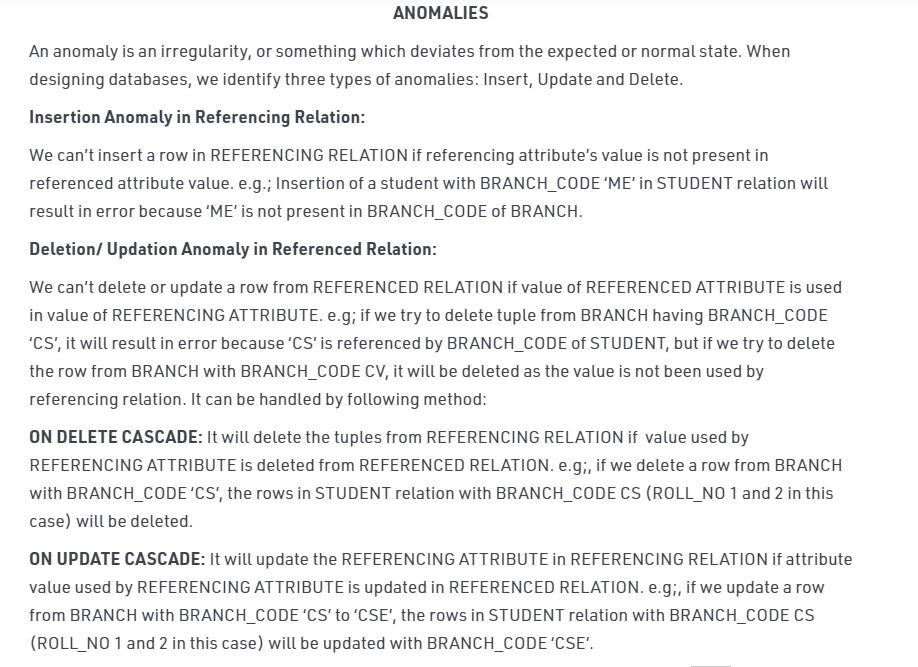 ANOMALIES
An anomaly is an irregularity, or something which deviates from the expected or normal state. When
designing databases, we identify three types of anomalies: Insert, Update and Delete.
Insertion Anomaly in Referencing Relation:
We can't insert a row in REFERENCING RELATION if referencing attribute's value is not present in
referenced attribute value. e.g.; Insertion of a student with BRANCH_CODE 'ME' in STUDENT relation will
result in error because 'ME' is not present in BRANCH_CODE of BRANCH.
Deletion/ Updation Anomaly in Referenced Relation:
We can't delete or update a row from REFERENCED RELATION if value of REFERENCED ATTRIBUTE is used
in value of REFERENCING ATTRIBUTE. e.g; if we try to delete tuple from BRANCH having BRANCH_CODE
'CS', it will result in error because 'CS' is referenced by BRANCH_CODE of STUDENT, but if we try to delete
the row from BRANCH with BRANCH_CODE CV, it will be deleted as the value is not been used by
referencing relation. It can be handled by following method:
ON DELETE CASCADE: It will delete the tuples from REFERENCING RELATION if value used by
REFERENCING ATTRIBUTE is deleted from REFERENCED RELATION. e.g;, if we delete a row from BRANCH
with BRANCH_CODE 'CS', the rows in STUDENT relation with BRANCH_CODE CS (ROLL_NO 1 and 2 in this
case) will be deleted.
ON UPDATE CASCADE: It will update the REFERENCING ATTRIBUTE in REFERENCING RELATION if attribute
value used by REFERENCING ATTRIBUTE is updated in REFERENCED RELATION. e.g;, if we update a row
from BRANCH with BRANCH_CODE 'CS' to 'CSE', the rows in STUDENT relation with BRANCH_CODE CS
(ROLL_NO 1 and 2 in this case) will be updated with BRANCH_CODE 'CSE'.